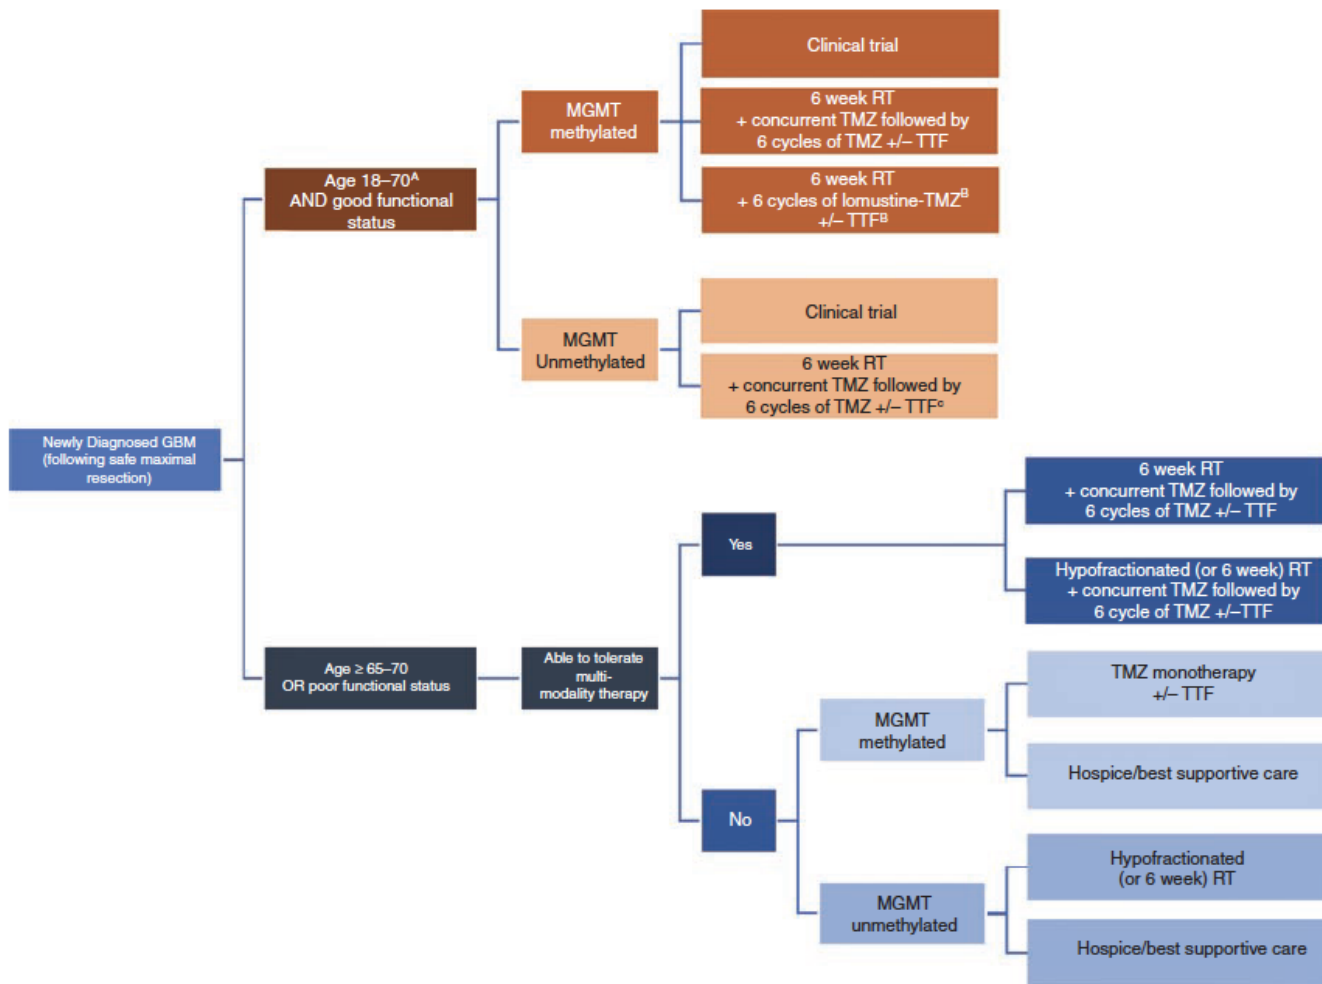 Clinical trial
MGMT
methylated
6 week RT
+ concurrent TMZ followed by
6 cycles of TMZ +/– TTF
Age 18–70ᴬ
AND good functional
status
6 week RT
+ 6 cycles of lomustine-TMZᴮ
+/– TTFᴮ
Clinical trial
MGMT
Unmethylated
6 week RT
+ concurrent TMZ followed by
6 cycles of TMZ +/– TTFᶜ
Newly Diagnosed GBM
(following safe maximal
resection)
6 week RT
+ concurrent TMZ followed by
6 cycles of TMZ +/– TTF
Yes
Hypofractionated (or 6 week) RT
+ concurrent TMZ followed by
6 cycle of TMZ +/–TTF
Age ≥ 65–70
OR poor functional status
Able to tolerate
multi-
modality therapy
TMZ monotherapy
+/– TTF
MGMT
methylated
Hospice/best supportive care
No
Hypofractionated
(or 6 week) RT
MGMT
unmethylated
Hospice/best supportive care